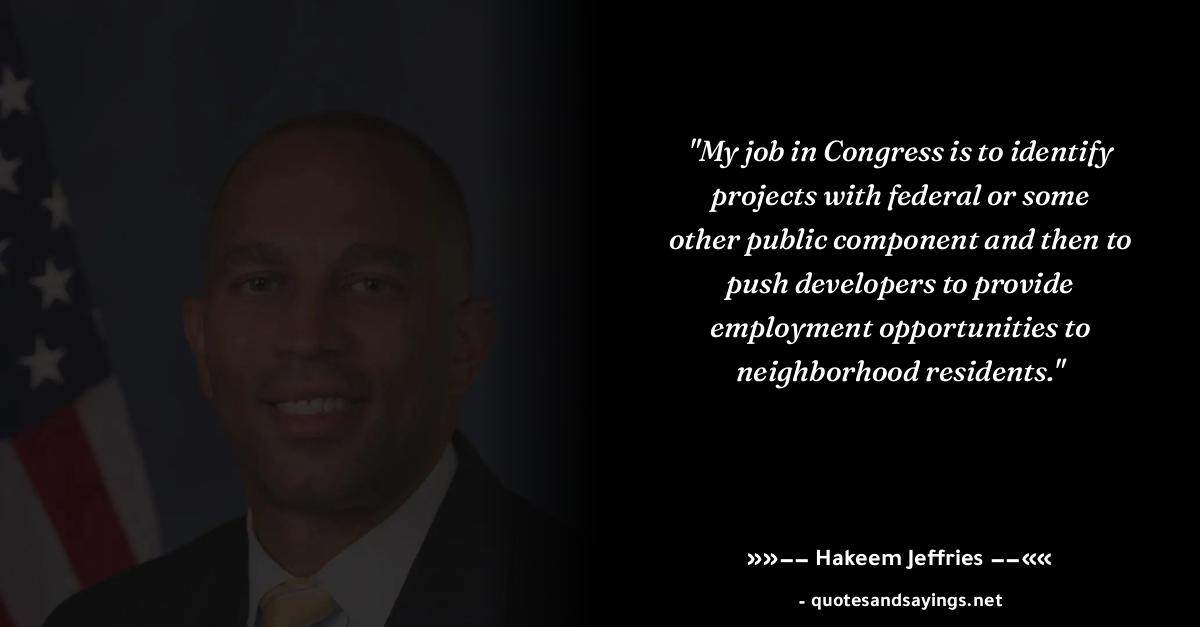 "My job in Congress is to identify
projects with federal or some
other public component and then to
push developers to provide
employment opportunities to
neighborhood residents."
»»−− Hakeem Jeffries −−««
- quotesandsayings.net